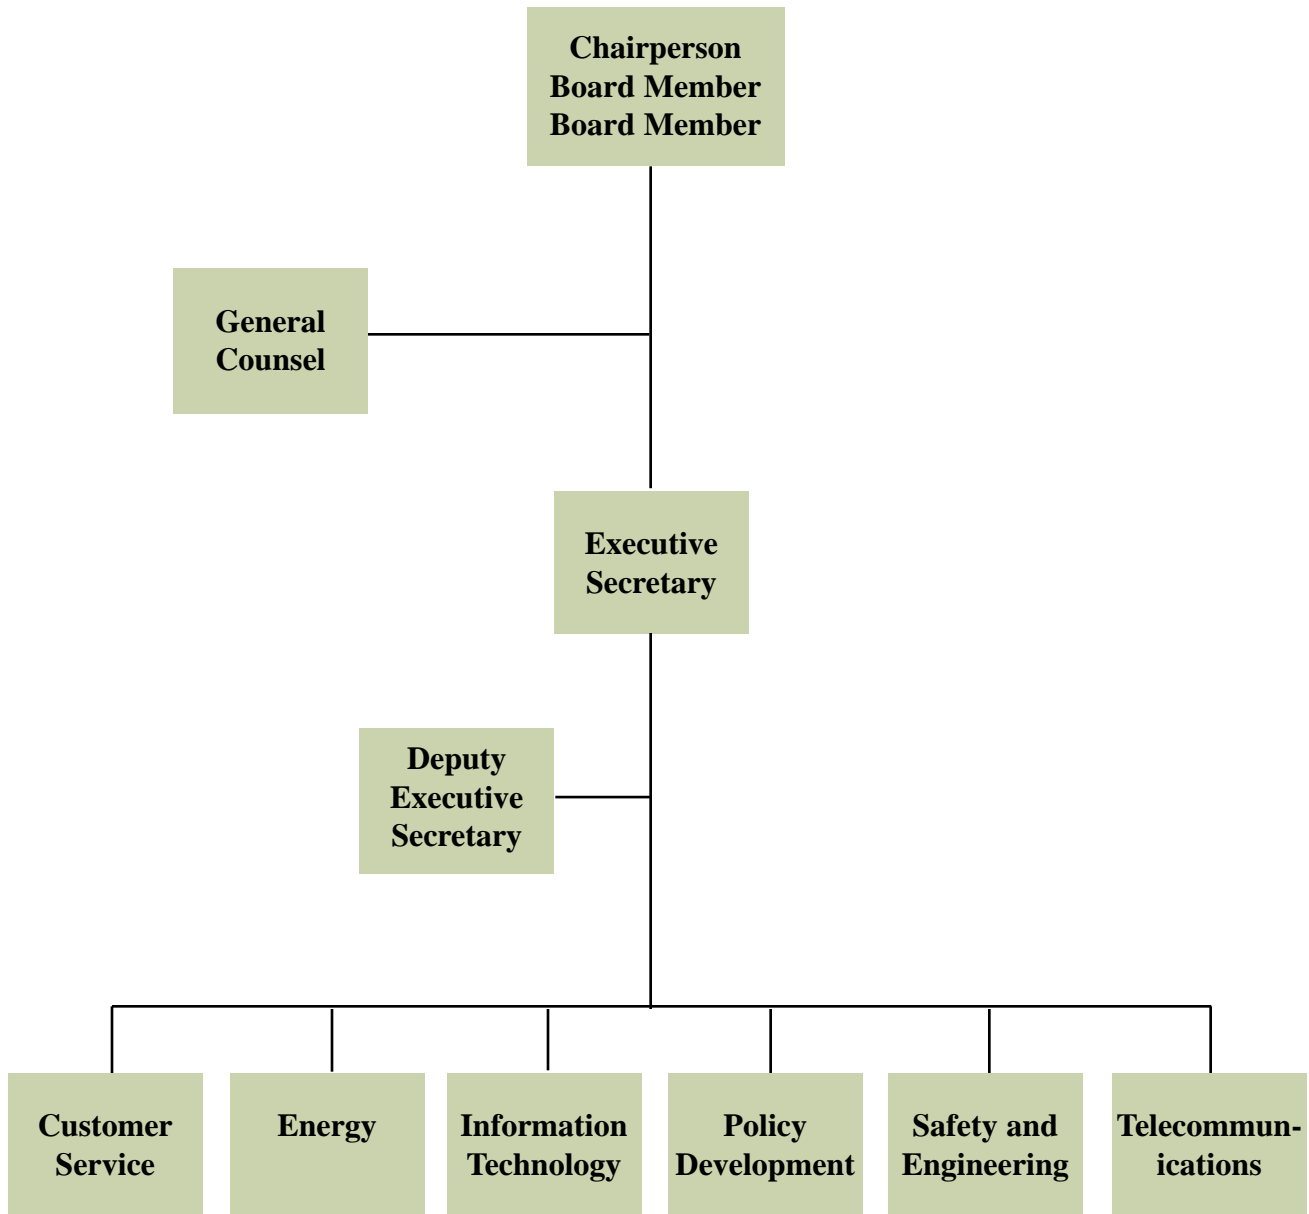 Chairperson
Board Member
Board Member
General
Counsel
Executive
Secretary
Deputy
Executive
Secretary
Customer
Service
Energy
Information
Technology
Policy
Development
Safety and
Engineering
Telecommun-
ications